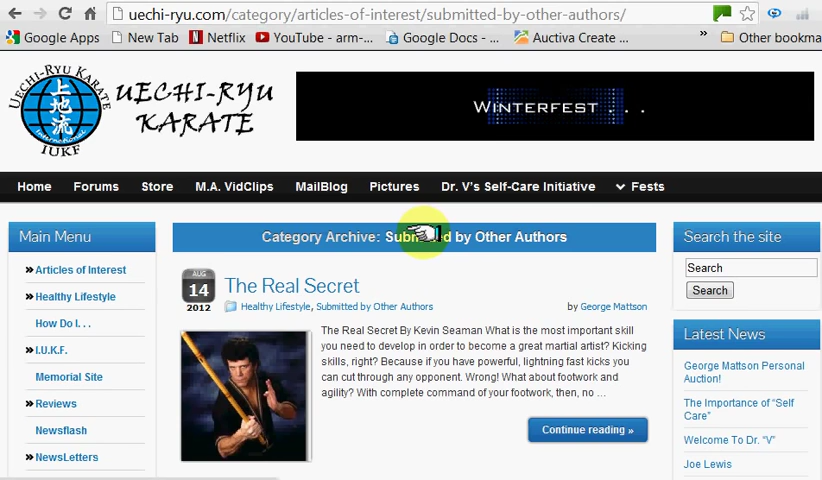 uechi-ryu.com/category/articles-of-interest/submitted-by-other-authors/
Google Apps New Tab Netflix YouTube - arm-... Google Docs - ... Auctiva Create ... » Other bookma
UECHI-RYU KARATE
上地流
International
IUKF
UECHI-RYU
KARATE
WINTERFEST . . .
Home Forums Store M.A. VidClips MailBlog Pictures Dr. V's Self-Care Initiative Fests
Main Menu
» Articles of Interest
» Healthy Lifestyle
How Do I. . .
» I.U.K.F.
Memorial Site
» Reviews
Newsflash
» NewsLetters
Category Archive: Submitted by Other Authors
AUG
14
2012
The Real Secret
Healthy Lifestyle, Submitted by Other Authors by George Mattson
The Real Secret By Kevin Seaman What is the most important skill
you need to develop in order to become a great martial artist? Kicking
skills, right? Because if you have powerful, lightning fast kicks you
can cut through any opponent. Wrong! What about footwork and
agility? With complete command of your footwork, then, no ...
Continue reading »
Search the site
Search
Search
Latest News
George Mattson Personal
Auction!
The Importance of "Self
Care"
Welcome To Dr. "V"
Joe Lewis